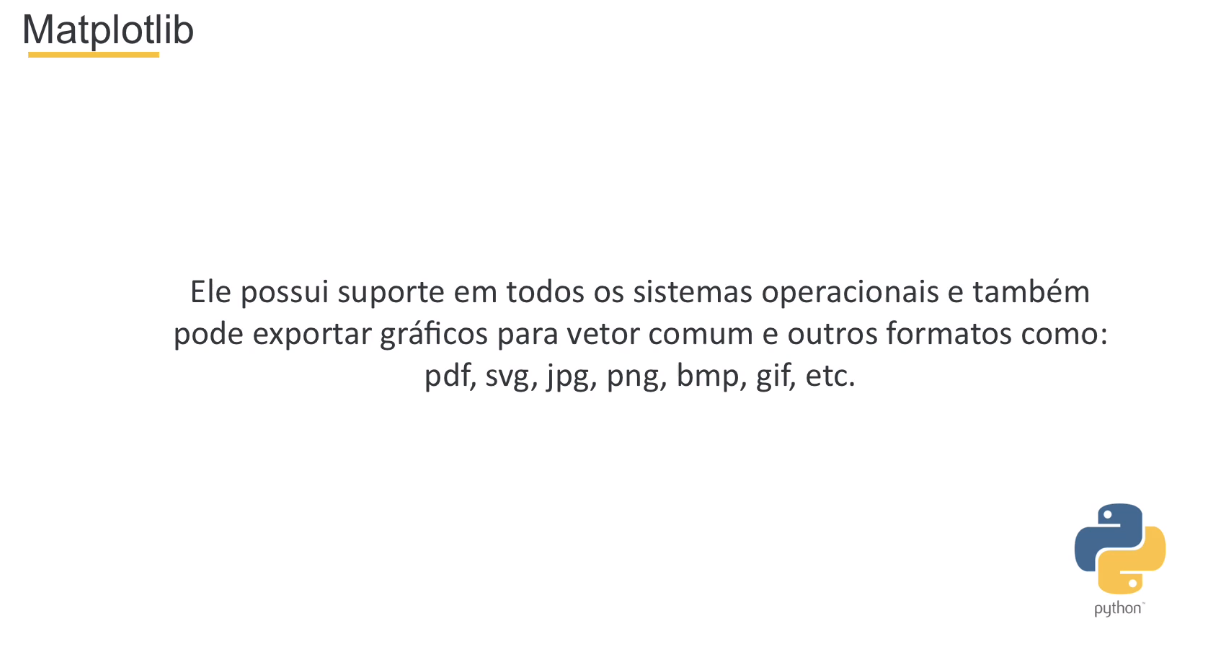 Matplotlib
Ele possui suporte em todos os sistemas operacionais e também
pode exportar gráficos para vetor comum e outros formatos como:
pdf, svg, jpg, png, bmp, gif, etc.
python™